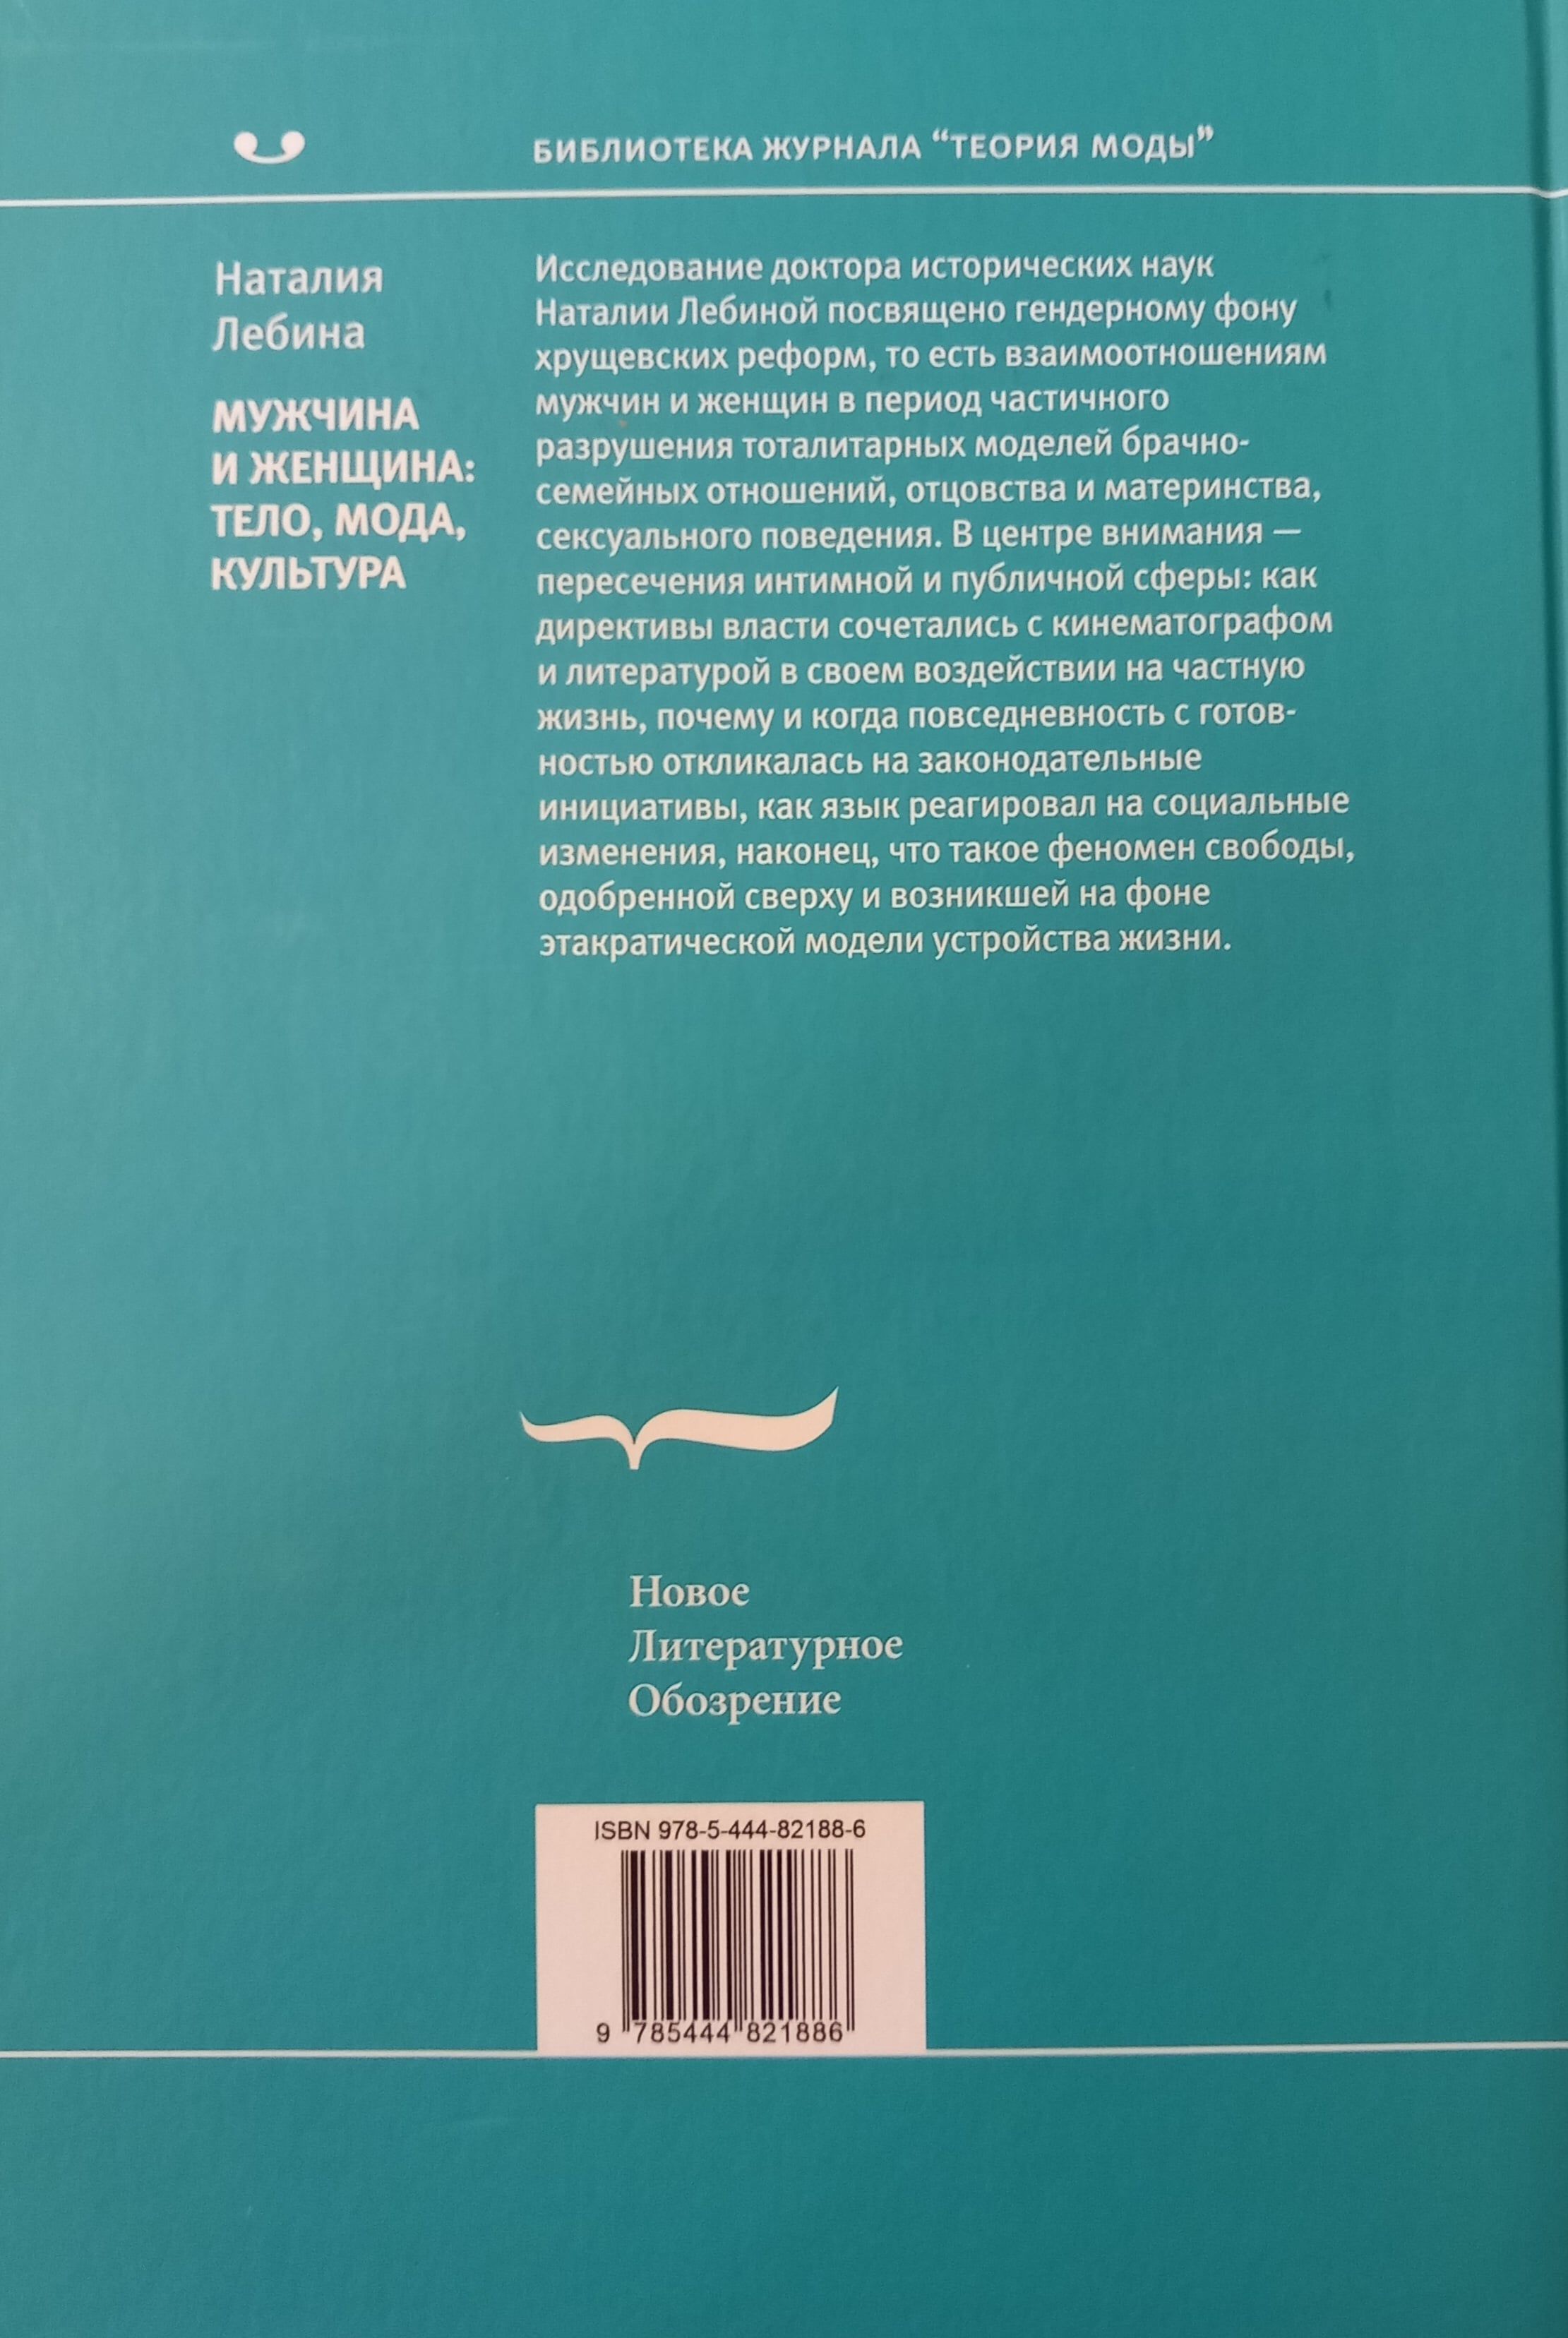 БИБЛИОТЕКА ЖУРНАЛА “ТЕОРИЯ МОДЫ”
Наталия
Лебина
МУЖЧИНА
И ЖЕНЩИНА:
ТЕЛО, МОДА,
КУЛЬТУРА
Исследование доктора исторических наук
Наталии Лебиной посвящено гендерному фону
хрущевских реформ, то есть взаимоотношениям
мужчин и женщин в период частичного
разрушения тоталитарных моделей брачно-
семейных отношений, отцовства и материнства,
сексуального поведения. В центре внимания —
пересечения интимной и публичной сферы: как
директивы власти сочетались с кинематографом
и литературой в своем воздействии на частную
жизнь, почему и когда повседневность с готов-
ностью откликалась на законодательные
инициативы, как язык реагировал на социальные
изменения, наконец, что такое феномен свободы,
одобренной сверху и возникшей на фоне
этакратической модели устройства жизни.
Новое
Литературное
Обозрение
ISBN 978-5-444-82188-6
9 785444 821886